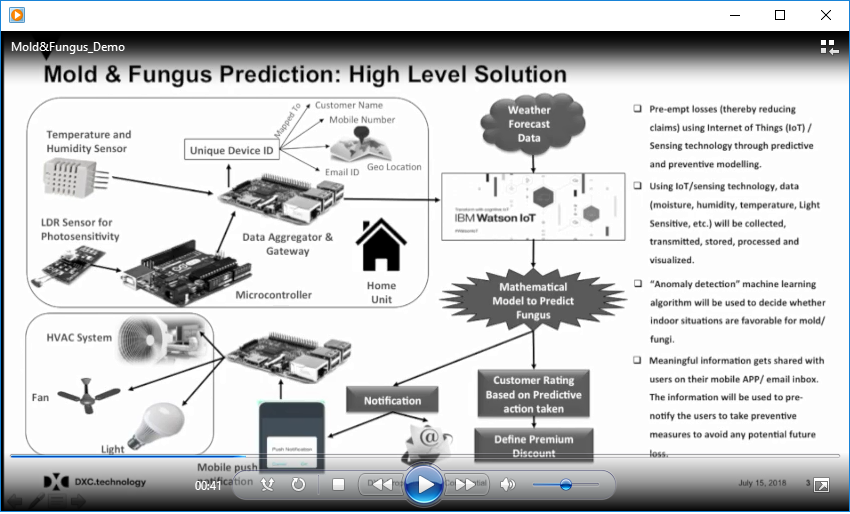 Mold&Fungus_Demo
Mold & Fungus Prediction: High Level Solution
Temperature and
Humidity Sensor
Unique Device ID
Mapped To
Customer Name
Mobile Number
Geo Location
Email ID
LDR Sensor for
Photosensitivity
Data Aggregator &
Gateway
Microcontroller
Home
Unit
Weather
Forecast
Data
IBM Watson IoT
Mathematical
Model to Predict
Fungus
HVAC System
Fan
Light
Notification
Customer Rating
Based on Predictive
action taken
Define Premium
Discount
Push Notification
Mobile push
❑ Pre-empt losses (thereby reducing
claims) using Internet of Things (IoT) /
Sensing technology through predictive
and preventive modelling.
❑ Using IoT/sensing technology, data
(moisture, humidity, temperature, Light
Sensitive, etc.) will be collected,
transmitted, stored, processed and
visualized.
❑ “Anomaly detection” machine learning
algorithm will be used to decide whether
indoor situations are favorable for mold/
fungi.
❑ Meaningful information gets shared with
users on their mobile APP/ email inbox.
The information will be used to pre-
notify the users to take preventive
measures to avoid any potential future
loss.
DXC.technology
00:41
July 15, 2018
3